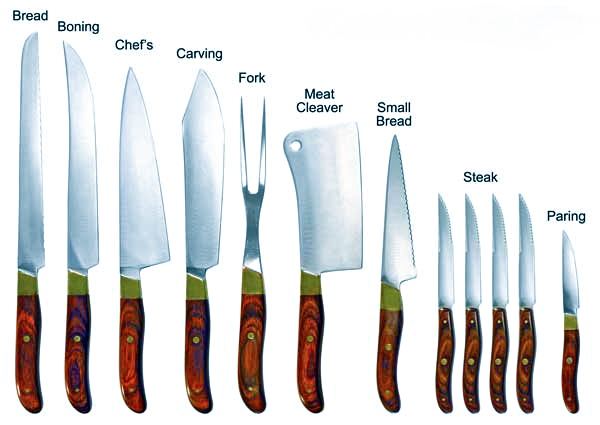 Bread
Boning
Chef's
Carving
Fork
Meat
Cleaver
Small
Bread
Steak
Paring